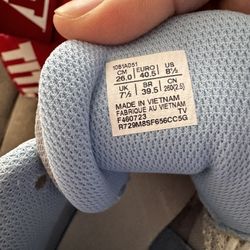 1081A051
CM EURO US
26.0 40.5 8½
UK BR CN
7½ 39.5 260(2.5)
MADE IN VIETNAM
FABRIQUÉ AU VIETNAM
F460723 TV
R729M8SF656CC5G